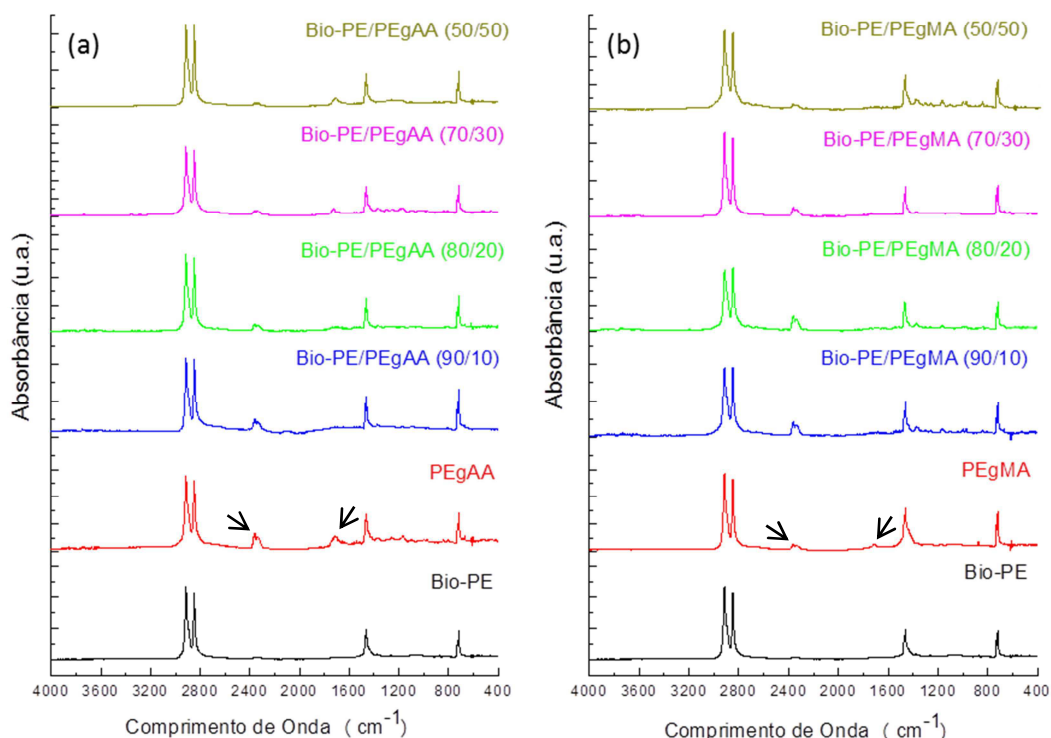 (a)
Bio-PE/PEgAA (50/50)
Bio-PE/PEgAA (70/30)
Bio-PE/PEgAA (80/20)
Bio-PE/PEgAA (90/10)
PEgAA
Bio-PE
Absorbância (u.a.)
4000 3200 2800 2400 2000 1600 1200 800 400
Comprimento de Onda ( cm⁻¹)
(b)
Bio-PE/PEgMA (50/50)
Bio-PE/PEgMA (70/30)
Bio-PE/PEgMA (80/20)
Bio-PE/PEgMA (90/10)
PEgMA
Bio-PE
Absorbância (u.a.)
4000 3200 2800 2400 2000 1600 1200 800 400
Comprimento de Onda ( cm⁻¹)